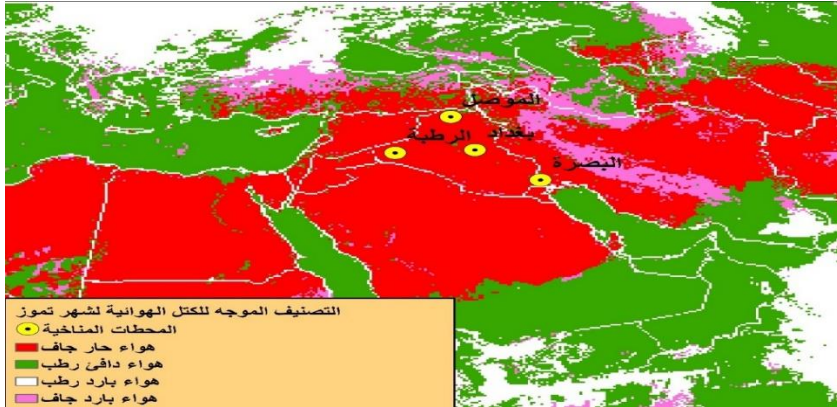 الموصل
بغداد
الرطبة
البصرة
التصنيف الموجه للكتل الهوائية لشهر تموز
المحطات المناخية
هواء حار جاف
هواء دافئ رطب
هواء بارد رطب
هواء بارد جاف